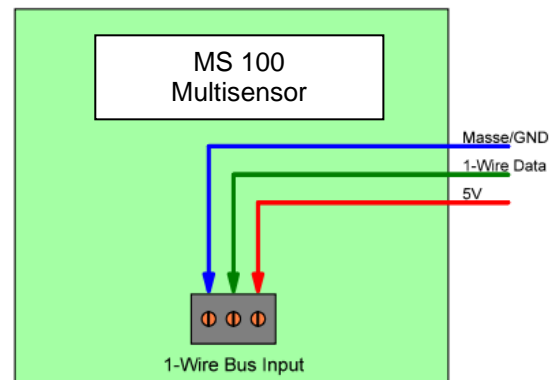 MS 100
Multisensor
Masse/GND
1-Wire Data
5V
1-Wire Bus Input